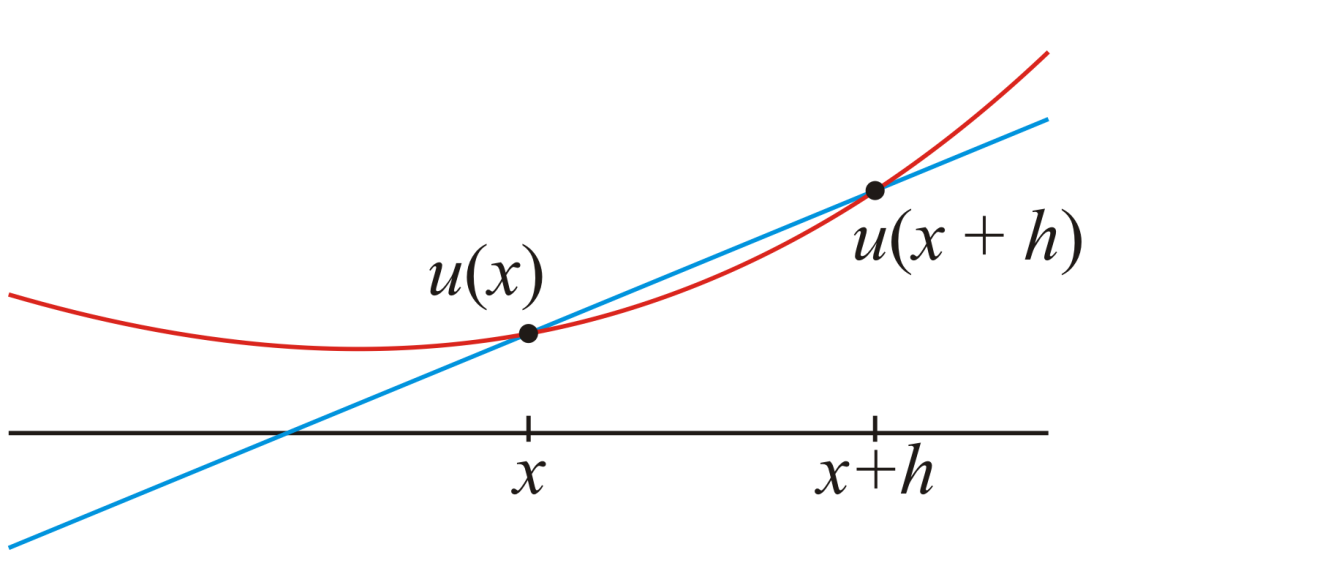 u(x)
u(x + h)
x
x+h